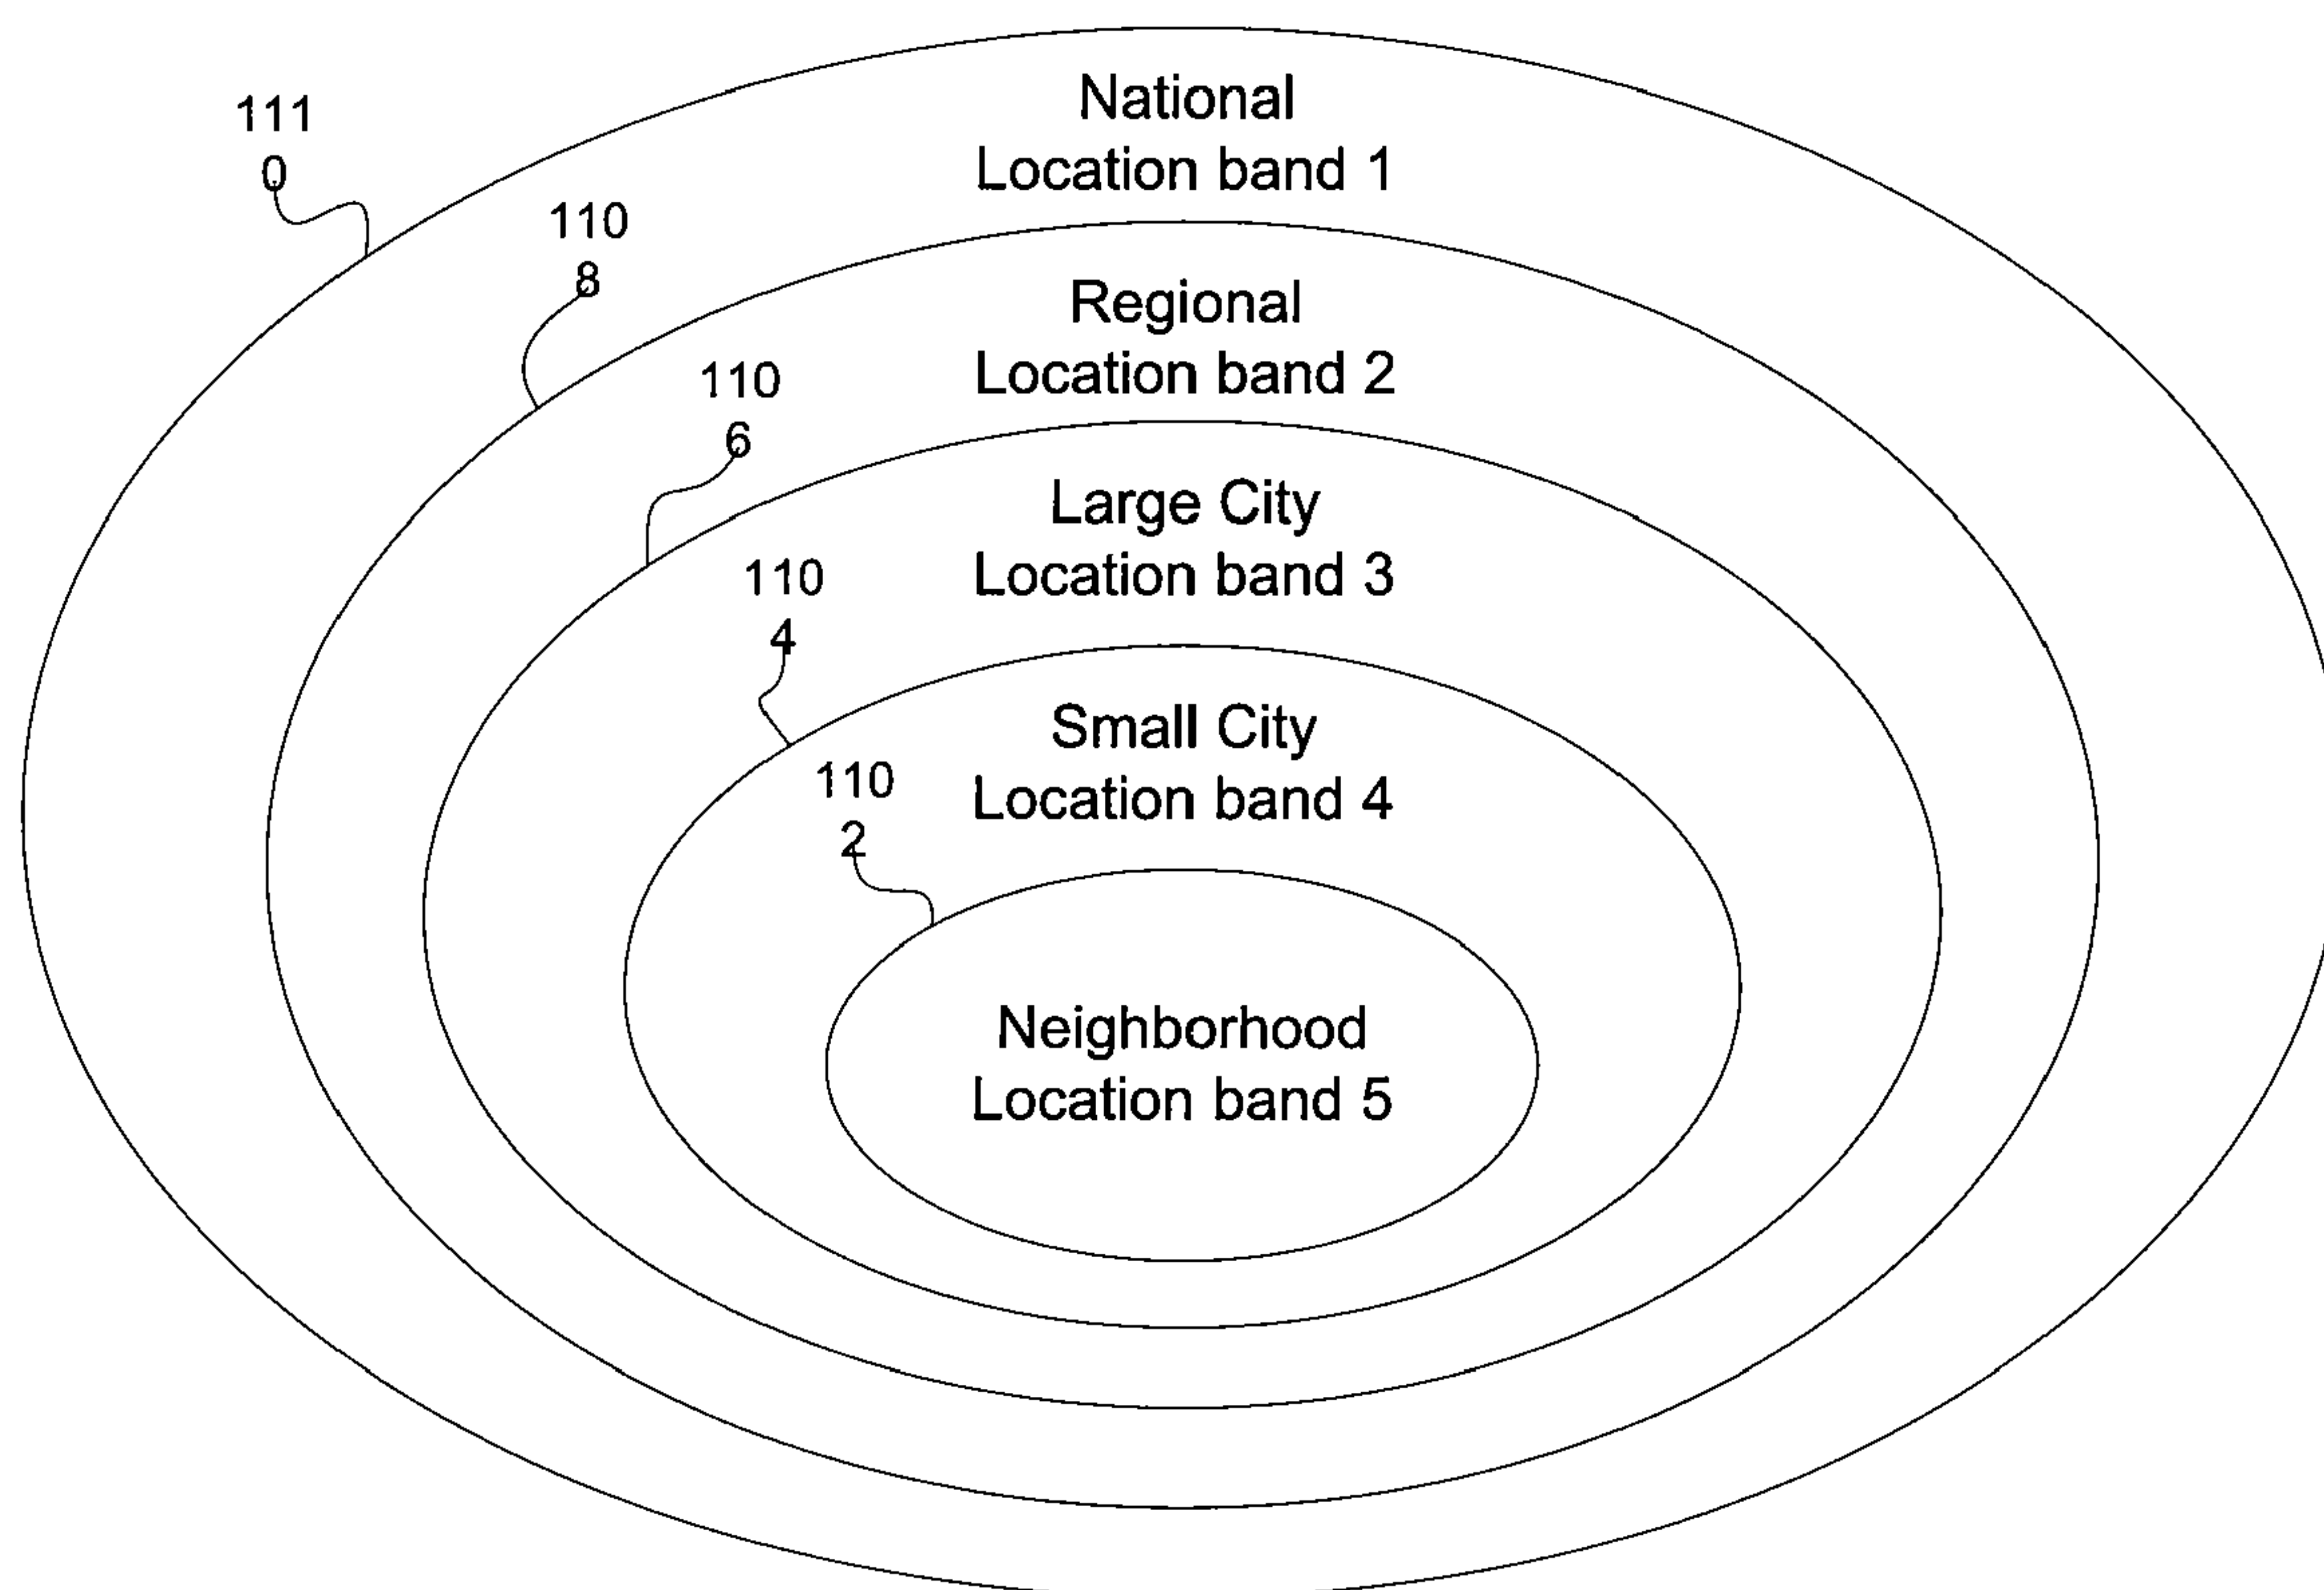 National
Location band 1
111
0
110
8
Regional
Location band 2
110
6
Large City
Location band 3
110
4
Small City
Location band 4
110
2
Neighborhood
Location band 5